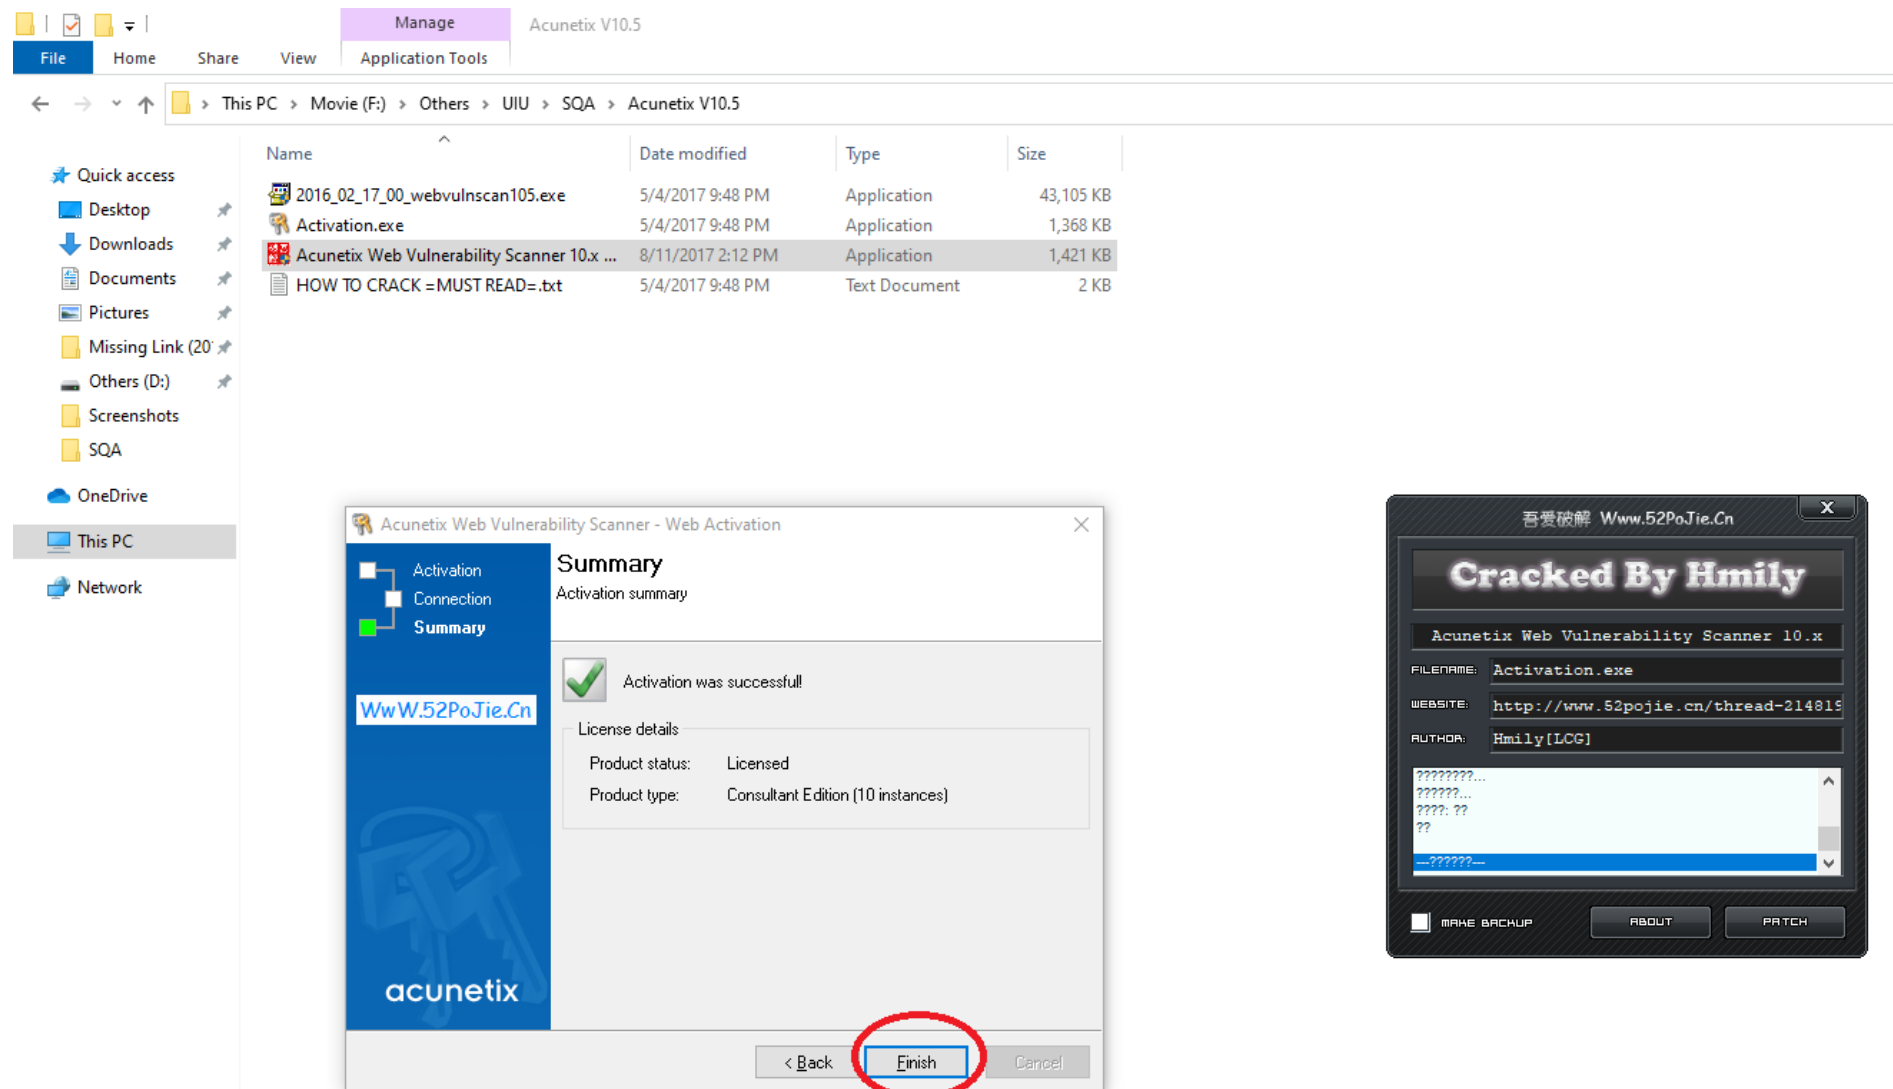 Manage
Acunetix V10.5
File Home Share View Application Tools
This PC > Movie (F:) > Others > UIU > SQA > Acunetix V10.5
Name Date modified Type Size
2016_02_17_00_webvulnscan105.exe 5/4/2017 9:48 PM Application 43,105 KB
Activation.exe 5/4/2017 9:48 PM Application 1,368 KB
Acunetix Web Vulnerability Scanner 10.x ... 8/11/2017 2:12 PM Application 1,421 KB
HOW TO CRACK =MUST READ=.txt 5/4/2017 9:48 PM Text Document 2 KB
Quick access
Desktop
Downloads
Documents
Pictures
Missing Link (20
Others (D:)
Screenshots
SQA
OneDrive
This PC
Network
Acunetix Web Vulnerability Scanner - Web Activation
Activation
Connection
Summary
WwW.52PoJie.Cn
acunetix
Summary
Activation summary
Activation was successful!
License details
Product status: Licensed
Product type: Consultant Edition (10 instances)
< Back Finish Cancel
吾爱破解 Www.52PoJie.Cn
X
Cracked By Hmily
Acunetix Web Vulnerability Scanner 10.x
FILENAME: Activation.exe
WEBSITE: http://www.52pojie.cn/thread-214819
AUTHOR: Hmily[LCG]
????????...
??????...
????: ??
??
---??????---
MAKE BACKUP ABOUT PATCH